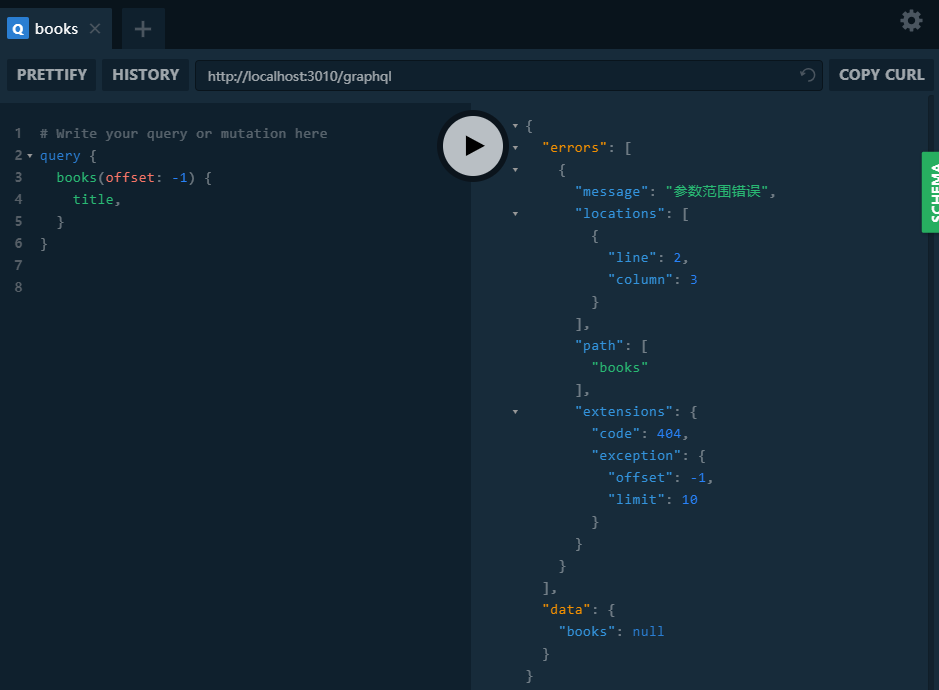 Q books
PRETTIFY HISTORY http://localhost:3010/graphql COPY CURL
1 # Write your query or mutation here
2 query {
3 books(offset: -1) {
4 title,
5 }
6 }
7
8
{
"errors": [
{
"message": "参数范围错误",
"locations": [
{
"line": 2,
"column": 3
}
],
"path": [
"books"
],
"extensions": {
"code": 404,
"exception": {
"offset": -1,
"limit": 10
}
}
}
],
"data": {
"books": null
}
}
SCHEMA